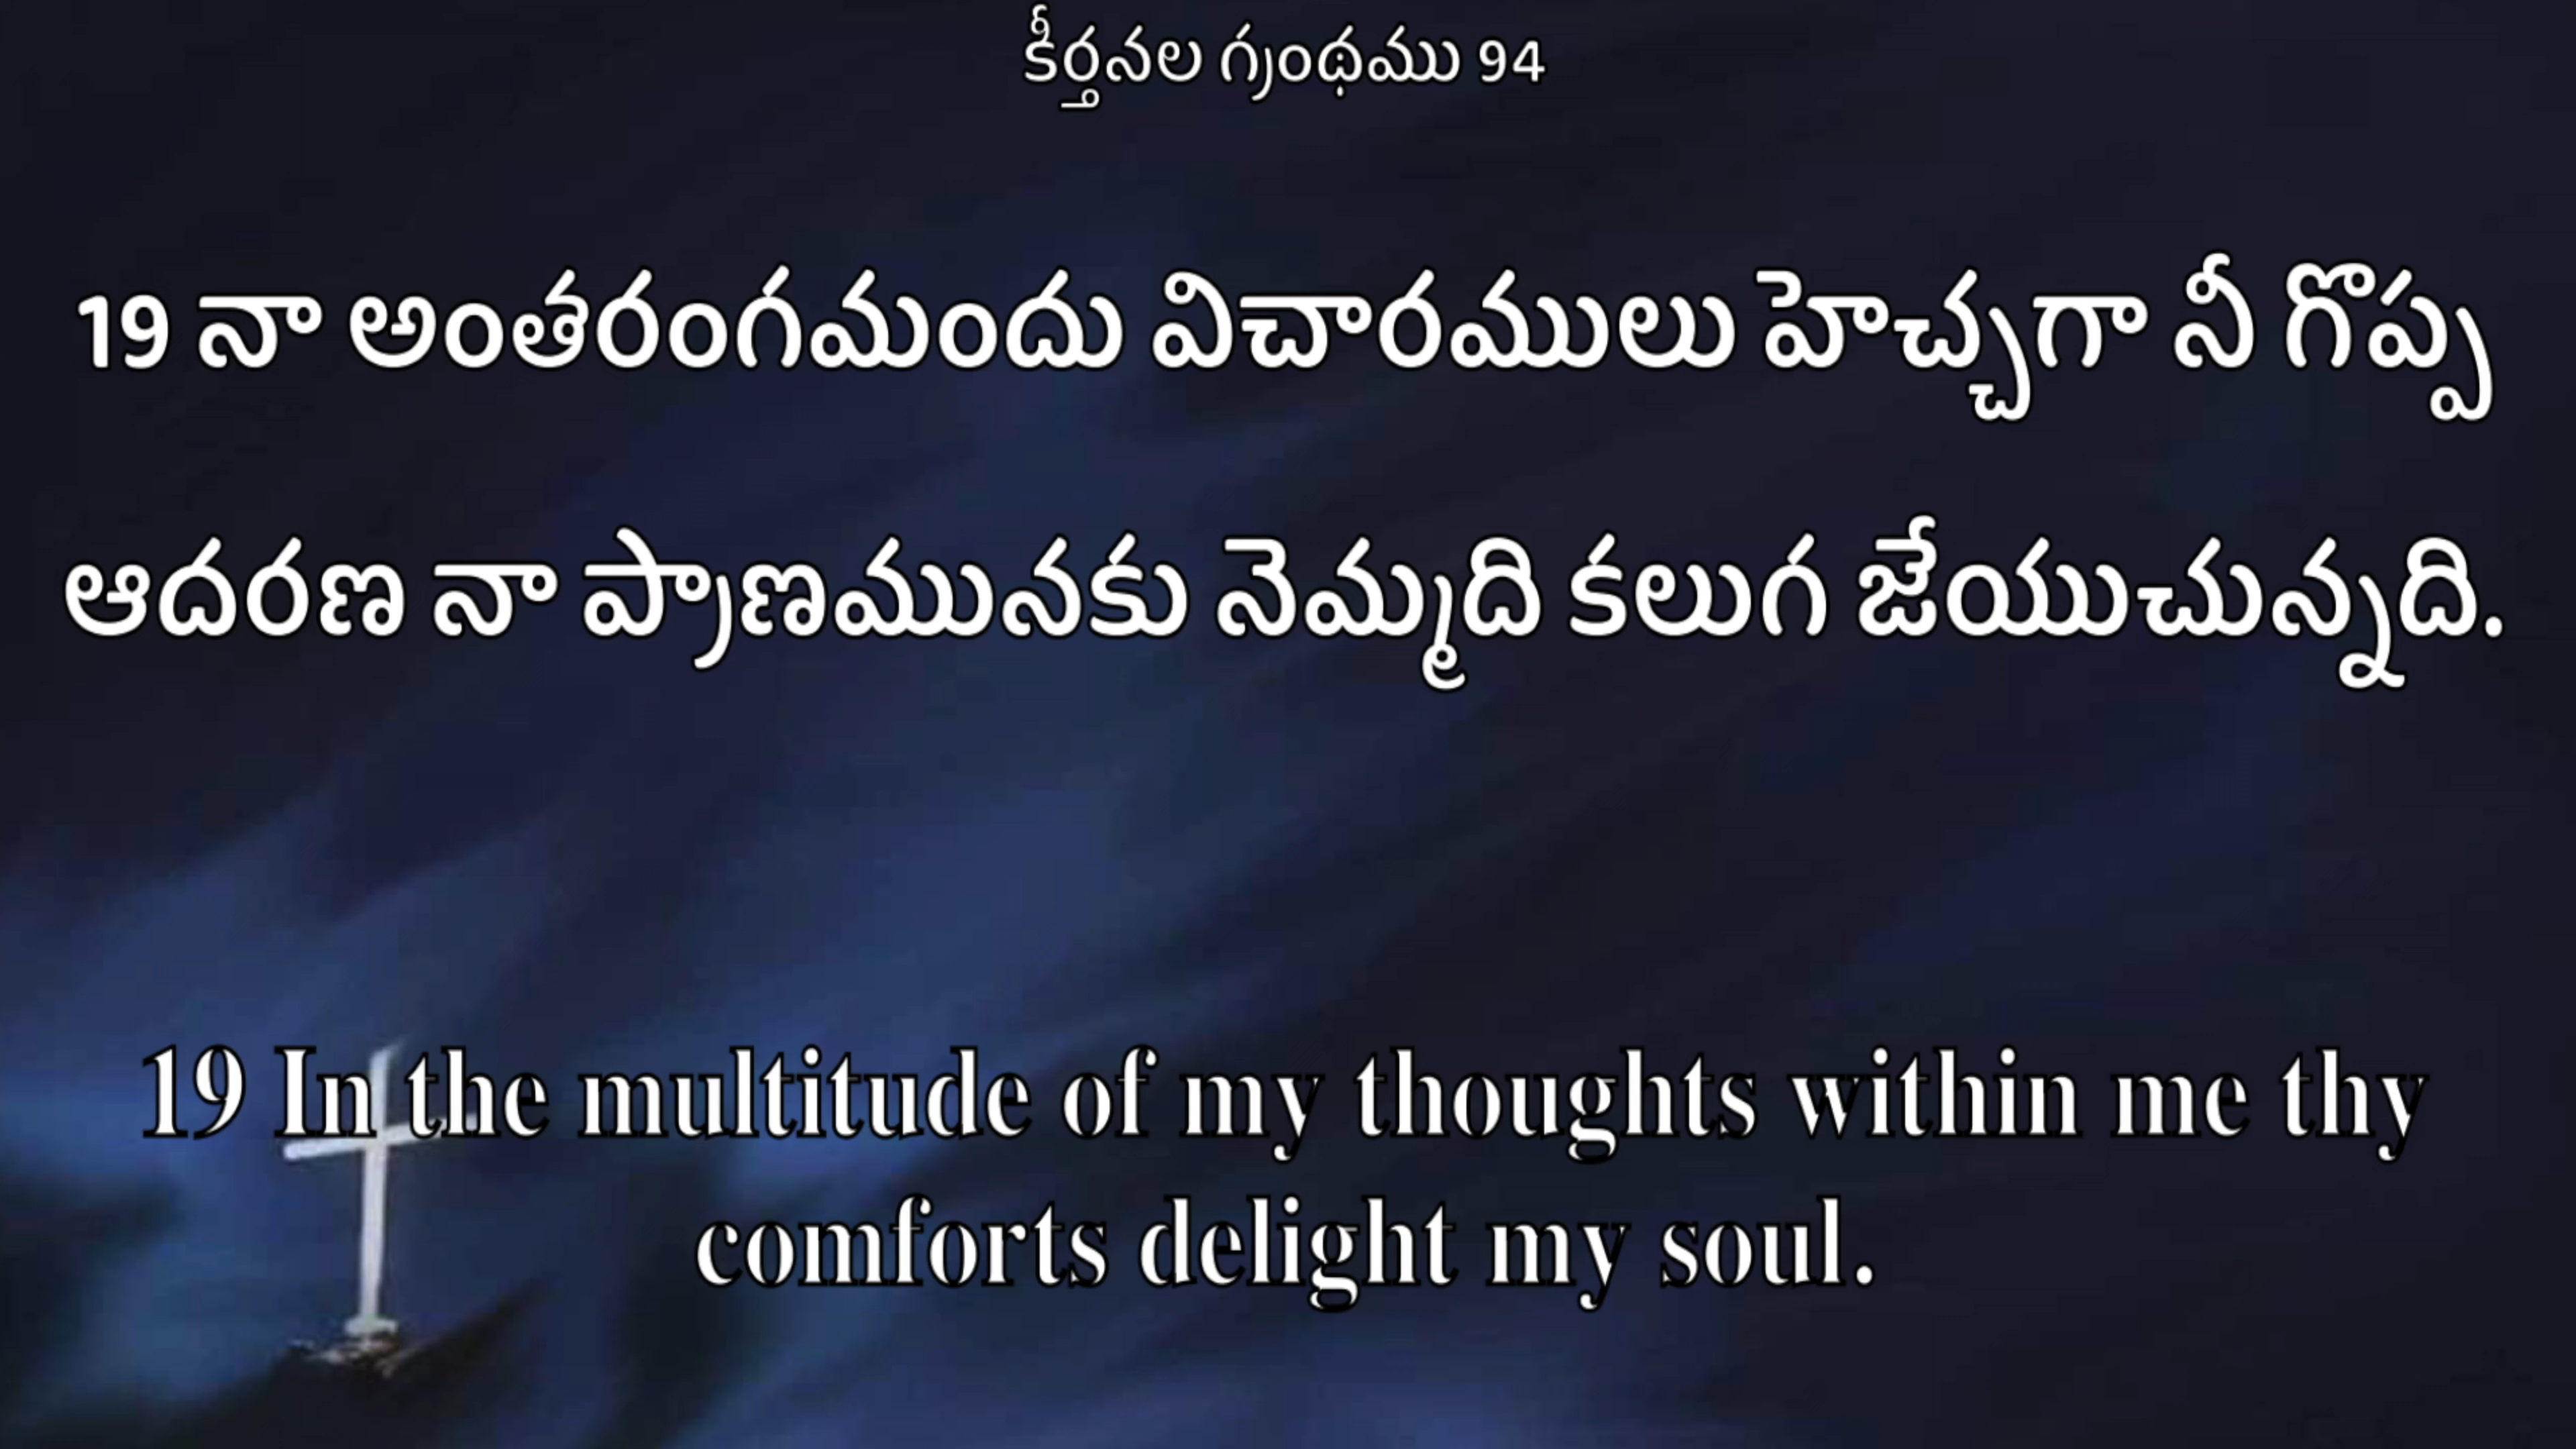 కీర్తనల గ్రంథము 94
19 నా అంతరంగమందు విచారములు హెచ్చగా నీ గొప్ప
ఆదరణ నా ప్రాణమునకు నెమ్మది కలుగ జేయుచున్నది.
19 In the multitude of my thoughts within me thy
comforts delight my soul.